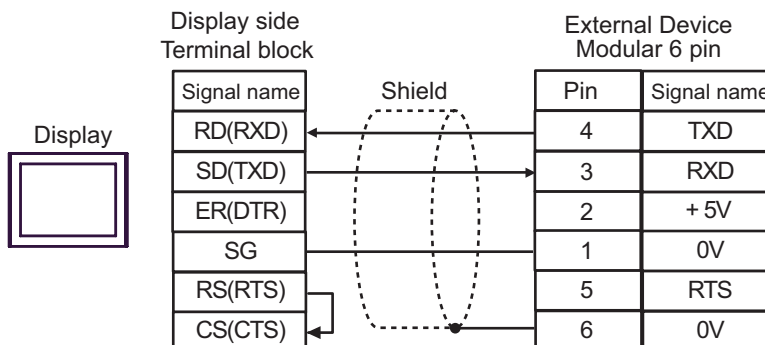 Display side
Terminal block
External Device
Modular 6 pin
Signal name
Shield
Pin
Signal name
Display
RD(RXD)
4
TXD
SD(TXD)
3
RXD
ER(DTR)
2
+ 5V
SG
1
0V
RS(RTS)
5
RTS
CS(CTS)
6
0V